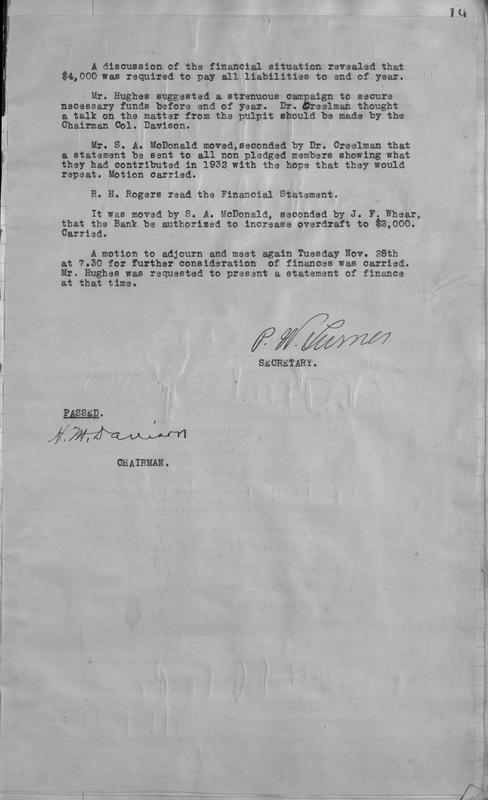 14
A discussion of the financial situation revealed that
$4,000 was required to pay all liabilities to end of year.
Mr. Hughes suggested a strenuous campaign to secure
necessary funds before end of year. Dr. Creelman thought
a talk on the matter from the pulpit should be made by the
Chairman Col. Davison.
Mr. S. A. McDonald moved,seconded by Dr. Creelman that
a statement be sent to all non pledged members showing what
they had contributed in 1932 with the hope that they would
repeat. Motion carried.
R. H. Rogers read the Financial Statement.
It was moved by S. A. McDonald, seconded by J. F. Whear,
that the Bank be authorized to increase overdraft to $2,000.
Carried.
A motion to adjourn and meet again Tuesday Nov. 28th
at 7.30 for further consideration of finances was carried.
Mr. Hughes was requested to present a statement of finance
at that time.
P. W. Turner
SECRETARY.
PASSED.
H. M. Davison
CHAIRMAN.